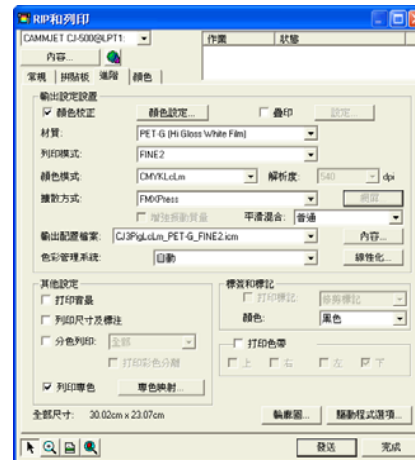 RIP和列印
CAMMJET CJ-500@LPT1:
作業 狀態
內容...
常規 拼貼板 進階 顏色
輸出設定設置
顏色校正 顏色設定... 疊印 設定...
材質: PET-G (Hi Gloss White Film)
列印模式: FINE2
顏色模式: CMYKLcLm 解析度: 540 dpi
擴散方式: FMXPress 網眉
增強振動質量 平滑混合: 普通
輸出配置檔案: CJ3PigLcLm_PET-G_FINE2.icm 內容...
色彩管理系統: 自動 線性化...
其他設定
打印背景
列印尺寸及標注
分色列印: 全部
打印彩色分離
列印專色 專色映射...
標簽和標記
打印標記: 修剪標記
顏色: 黑色
打印色帶
上 右 左 下
全部尺寸: 30.02cm x 23.07cm 輪廓圖... 驅動程式選項...
發送 完成